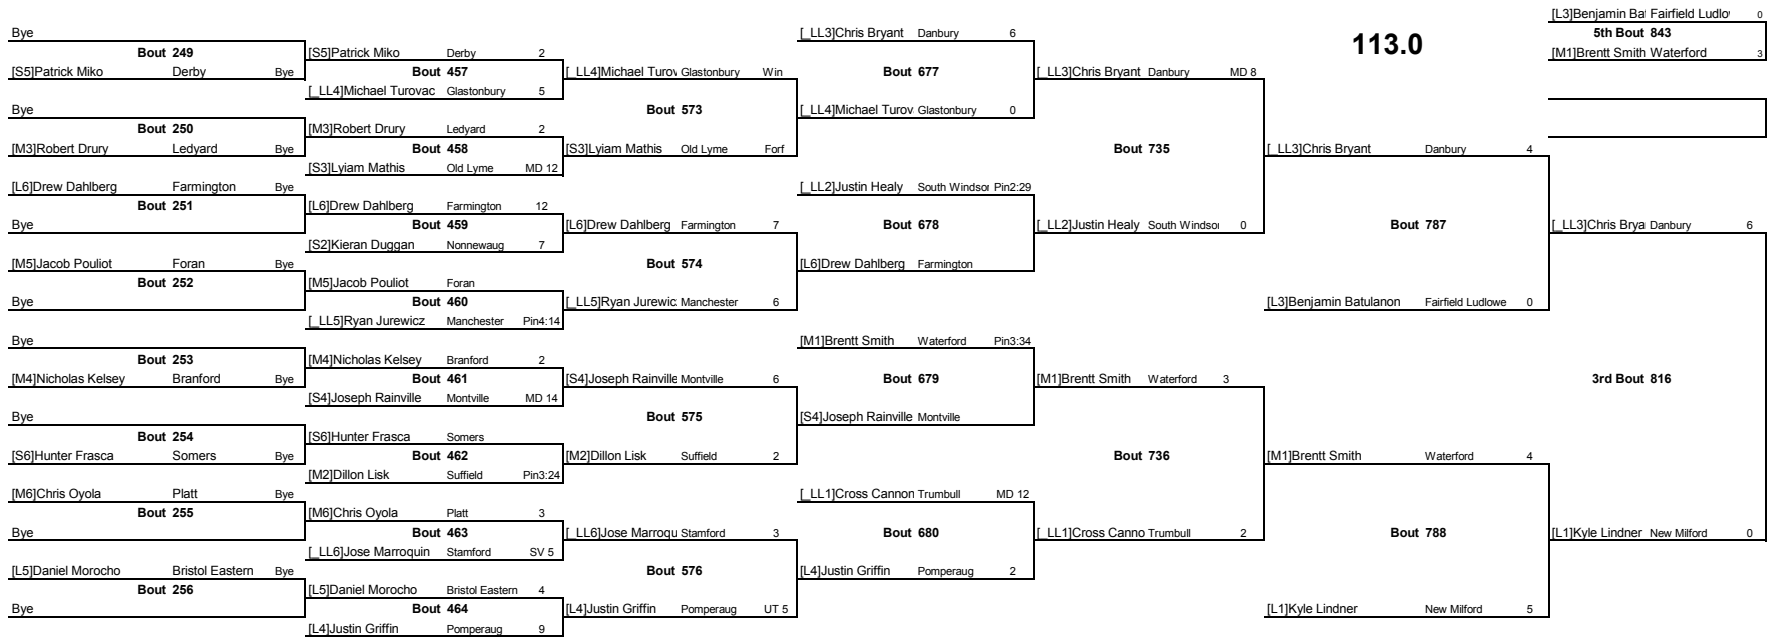 [L3]Benjamin Ba Fairfield Ludlo 0
Bye [_LL3]Chris Bryant Danbury 6 113.0 5th Bout 843
Bout 249 [S5]Patrick Miko Derby 2 [M1]Brentt Smith Waterford 3
[S5]Patrick Miko Derby Bye Bout 457 [_LL4]Michael Turov Glastonbury Win Bout 677 [_LL3]Chris Bryant Danbury MD 8
[_LL4]Michael Turovac Glastonbury 5
Bye Bout 573 [_LL4]Michael Turov Glastonbury 0
Bout 250 [M3]Robert Drury Ledyard 2
[M3]Robert Drury Ledyard Bye Bout 458 [S3]Lyiam Mathis Old Lyme Forf Bout 735 [_LL3]Chris Bryant Danbury 4
[S3]Lyiam Mathis Old Lyme MD 12
[L6]Drew Dahlberg Farmington Bye [_LL2]Justin Healy South Windsor Pin2:29
Bout 251 [L6]Drew Dahlberg Farmington 12
Bye Bout 459 [L6]Drew Dahlberg Farmington 7 Bout 678 [_LL2]Justin Healy South Windsor 0 Bout 787 [_LL3]Chris Brya Danbury 6
[S2]Kieran Duggan Nonnewaug 7
[M5]Jacob Pouliot Foran Bye Bout 574 [L6]Drew Dahlberg Farmington
Bout 252 [M5]Jacob Pouliot Foran
Bye Bout 460 [_LL5]Ryan Jurewic Manchester 6 [L3]Benjamin Batulanon Fairfield Ludlowe 0
[_LL5]Ryan Jurewicz Manchester Pin4:14
Bye [M1]Brentt Smith Waterford Pin3:34
Bout 253 [M4]Nicholas Kelsey Branford 2
[M4]Nicholas Kelsey Branford Bye Bout 461 [S4]Joseph Rainville Montville 6 Bout 679 [M1]Brentt Smith Waterford 3 3rd Bout 816
[S4]Joseph Rainville Montville MD 14
Bye Bout 575 [S4]Joseph Rainville Montville
Bout 254 [S6]Hunter Frasca Somers
[S6]Hunter Frasca Somers Bye Bout 462 [M2]Dillon Lisk Suffield 2 Bout 736 [M1]Brentt Smith Waterford 4
[M2]Dillon Lisk Suffield Pin3:24
[M6]Chris Oyola Platt Bye [_LL1]Cross Cannon Trumbull MD 12
Bout 255 [M6]Chris Oyola Platt 3
Bye Bout 463 [_LL6]Jose Marroqu Stamford 3 Bout 680 [_LL1]Cross Canno Trumbull 2 Bout 788 [L1]Kyle Lindner New Milford 0
[_LL6]Jose Marroquin Stamford SV 5
[L5]Daniel Morocho Bristol Eastern Bye Bout 576 [L4]Justin Griffin Pomperaug 2
Bout 256 [L5]Daniel Morocho Bristol Eastern 4
Bye Bout 464 [L4]Justin Griffin Pomperaug UT 5 [L1]Kyle Lindner New Milford 5
[L4]Justin Griffin Pomperaug 9